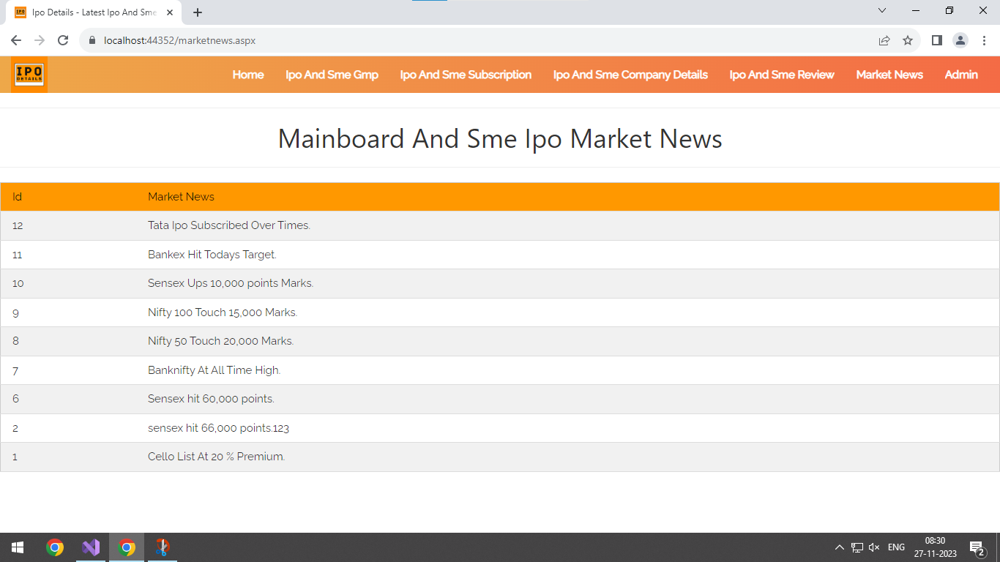 Ipo Details - Latest Ipo And Sme
localhost:44352/marketnews.aspx
IPO
DETAILS
Home Ipo And Sme Gmp Ipo And Sme Subscription Ipo And Sme Company Details Ipo And Sme Review Market News Admin
Mainboard And Sme Ipo Market News
Id Market News
12 Tata Ipo Subscribed Over Times.
11 Bankex Hit Todays Target.
10 Sensex Ups 10,000 points Marks.
9 Nifty 100 Touch 15,000 Marks.
8 Nifty 50 Touch 20,000 Marks.
7 Banknifty At All Time High.
6 Sensex hit 60,000 points.
2 sensex hit 66,000 points.123
1 Cello List At 20 % Premium.
ENG
08:30
27-11-2023
2